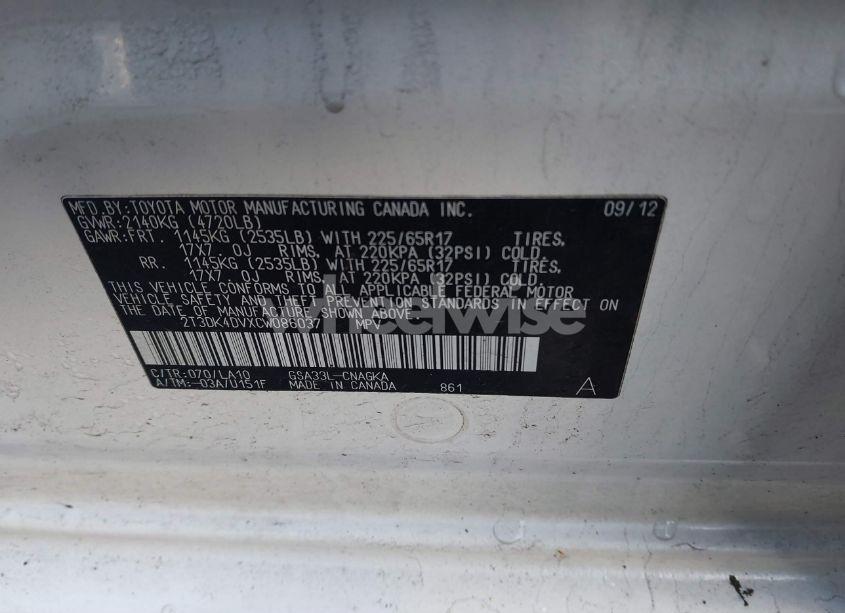 MFD.BY:TOYOTA MOTOR MANUFACTURING CANADA INC. 09/12
GVWR:2140KG (4720LB)
GAWR:FRT. 1145KG (2535LB) WITH 225/65R17 TIRES,
17X7 0J RIMS, AT 220KPA (32PSI) COLD.
RR. 1145KG (2535LB) WITH 225/65R17 TIRES,
17X7 0J RIMS, AT 220KPA (32PSI) COLD.
THIS VEHICLE CONFORMS TO ALL APPLICABLE FEDERAL MOTOR
VEHICLE SAFETY AND THEFT PREVENTION STANDARDS IN EFFECT ON
THE DATE OF MANUFACTURE SHOWN ABOVE.
2T3DK4DVXCW086037 MPV
wheelwise
C/TR:070/LA10 GSA33L-CNAGKA
A/TM:-03A/U151F MADE IN CANADA 861 A